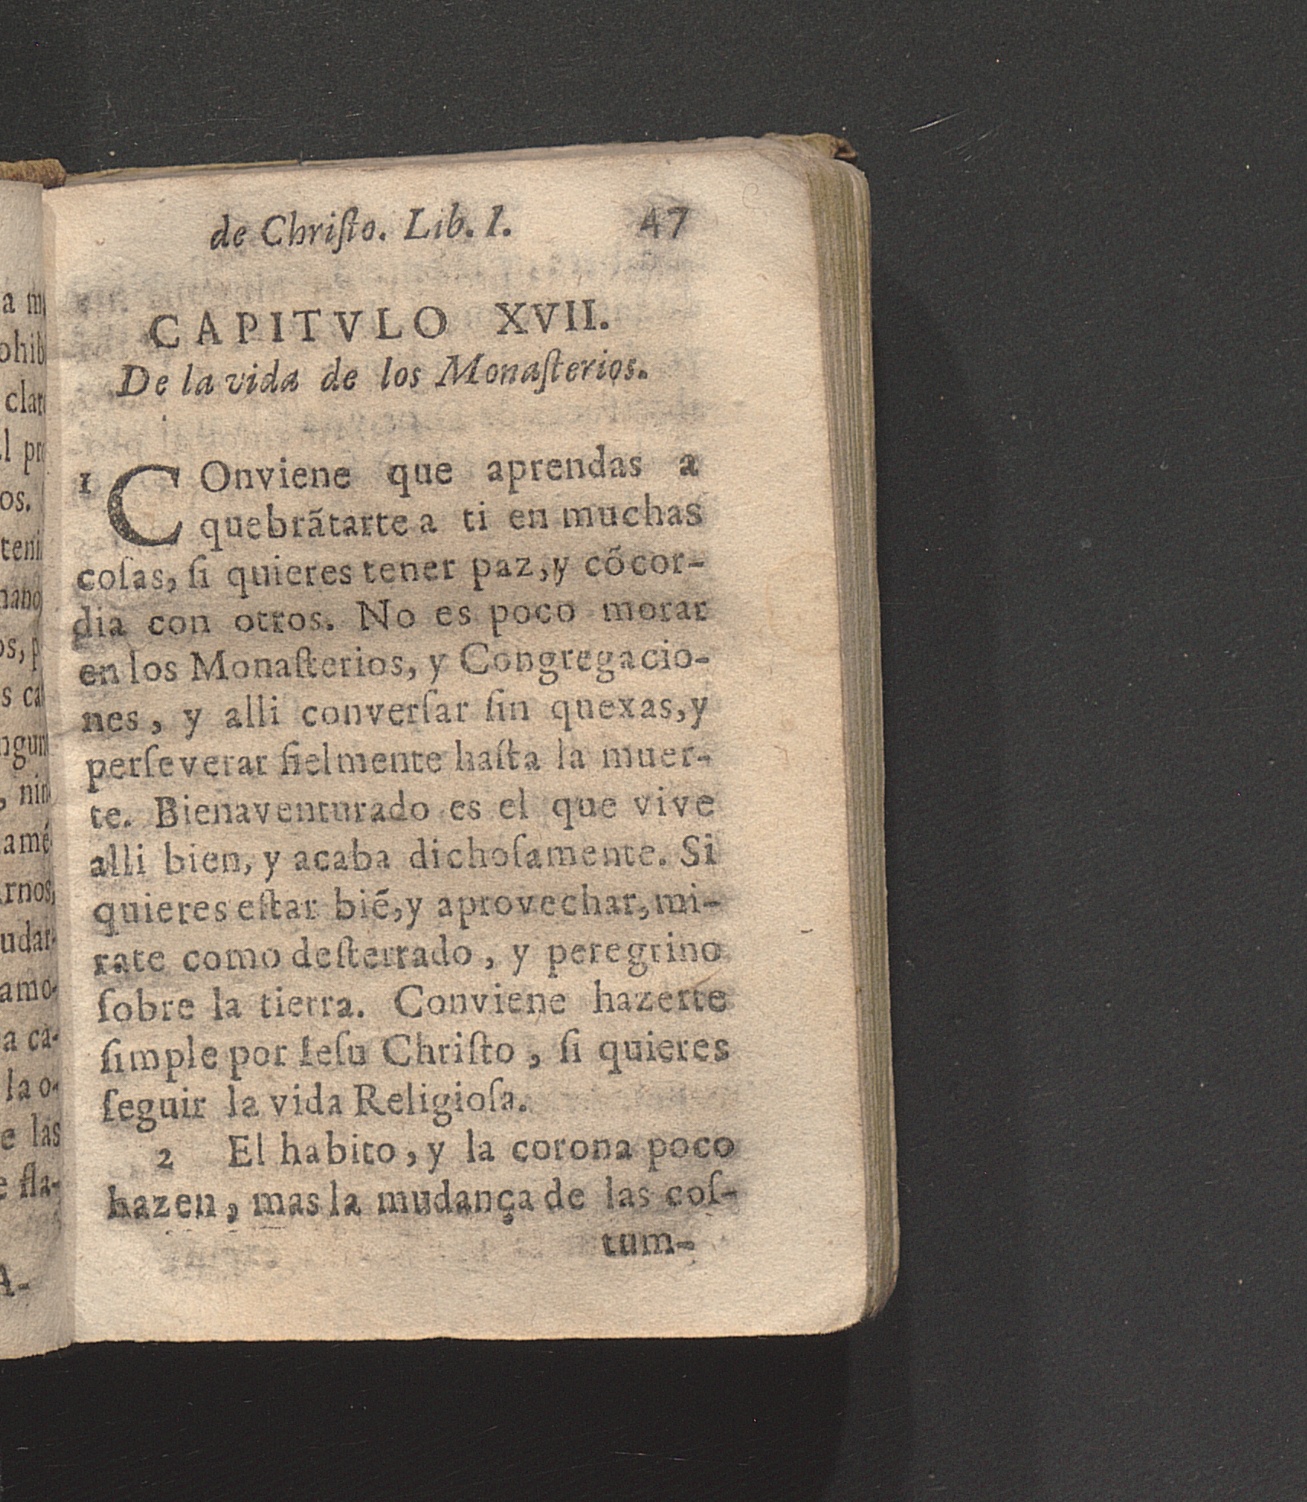 de Chriſto. Lib. I. 47
CAPITVLO XVII.
De la vida de los Monaſterios.
1 COnviene que aprendas a
quebrãtarte a ti en muchas
coſas, ſi quieres tener paz, y cõcor-
dia con otros. No es poco morar
en los Monaſterios, y Congregacio-
nes, y alli converſar ſin quexas, y
perſeverar fielmente haſta la muer-
te. Bienaventurado es el que vive
alli bien, y acaba dichoſamente. Si
quieres eſtar biẽ, y aprovechar, mi-
rate como deſterrado, y peregrino
ſobre la tierra. Conviene hazerte
ſimple por Ieſu Chriſto, ſi quieres
ſeguir la vida Religioſa.
2 El habito, y la corona poco
hazen, mas la mudança de las coſ-
tum-